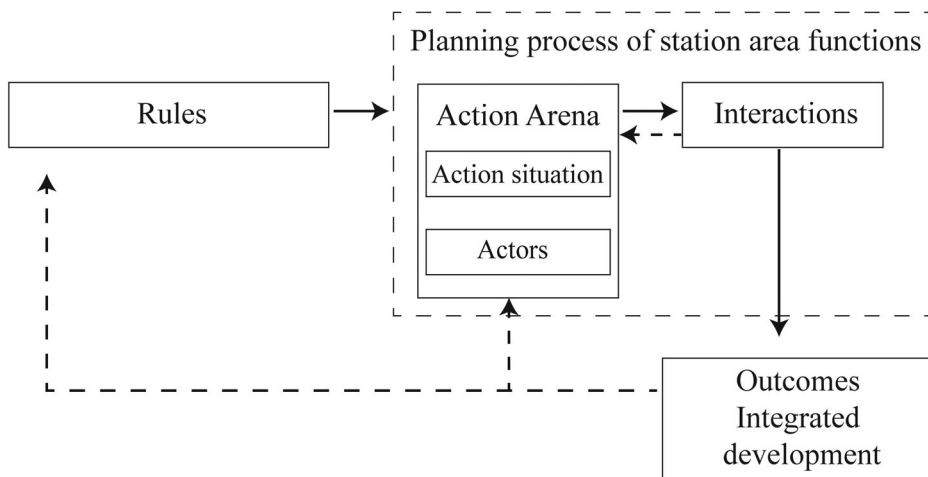 Planning process of station area functions
Rules
Action Arena
Interactions
Action situation
Actors
Outcomes
Integrated
development